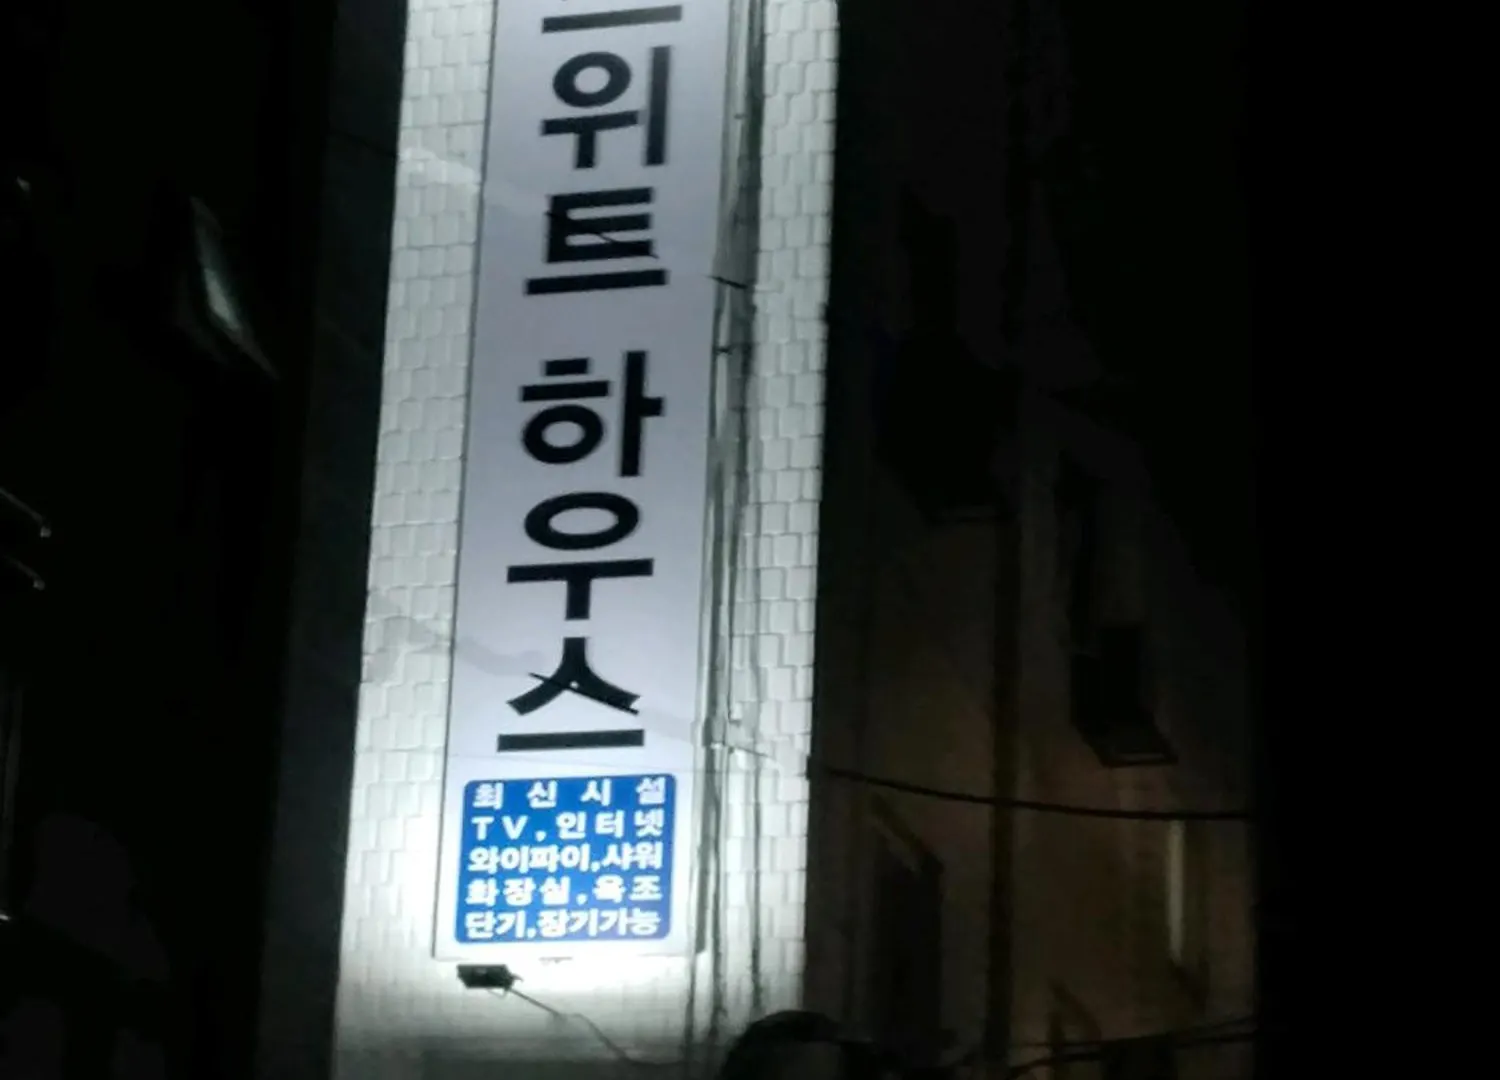 위트 하우스
최신시설
TV, 인터넷
와이파이, 샤워
화장실, 욕조
단기, 장기가능